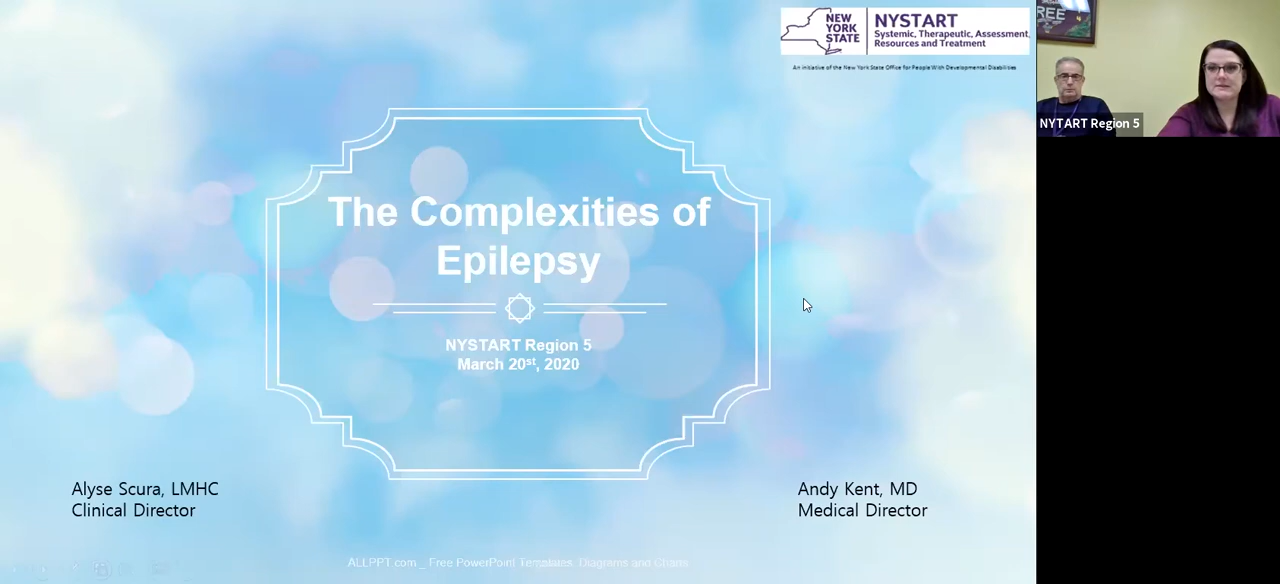 NEW
YORK
STATE
NYSTART
Systemic, Therapeutic, Assessment,
Resources and Treatment
An initiative of the New York State Office for People With Developmental Disabilities
REE
NYTART Region 5
The Complexities of
Epilepsy
NYSTART Region 5
March 20st, 2020
Alyse Scura, LMHC
Clinical Director
Andy Kent, MD
Medical Director
ALLPPT.com _ Free PowerPoint Templates, Diagrams and Charts